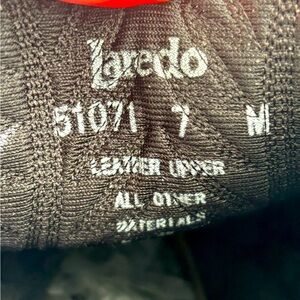 Laredo
51071 7 M
LEATHER UPPER
ALL OTHER
MATERIALS